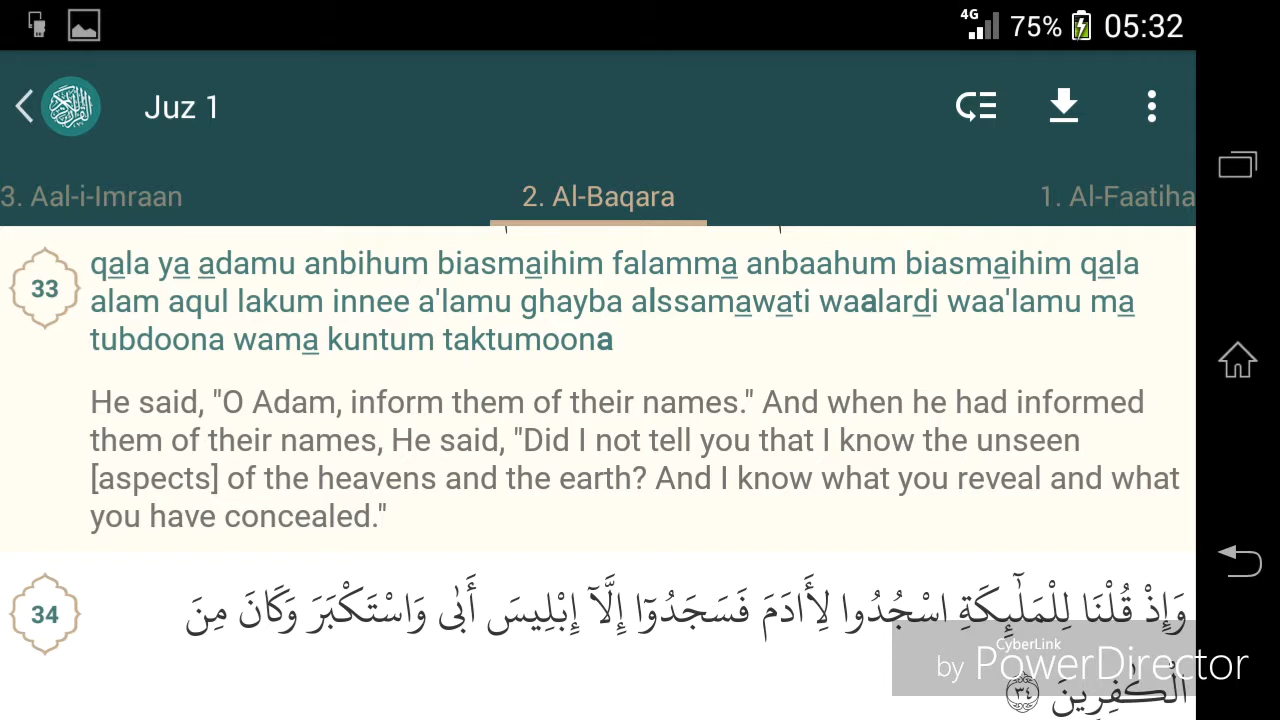 4G 75% 05:32
Juz 1
3. Aal-i-Imraan 2. Al-Baqara 1. Al-Faatiha
33
qala ya adamu anbihum biasmaihim falamma anbaahum biasmaihim qala
alam aqul lakum innee a'lamu ghayba alssamawati waalardi waa'lamu ma
tubdoona wama kuntum taktumoona
He said, "O Adam, inform them of their names." And when he had informed
them of their names, He said, "Did I not tell you that I know the unseen
[aspects] of the heavens and the earth? And I know what you reveal and what
you have concealed."
34
وَإِذْ قُلْنَا لِلْمَلٰٓئِكَةِ اسْجُدُوا لِأَادَمَ فَسَجَدُوٓا إِلَّآ إِبْلِيسَ أَبٰى وَاسْتَكْبَرَ وَكَانَ مِنَ
الْكٰفِرِينَ ٣٤
CyberLink
by PowerDirector